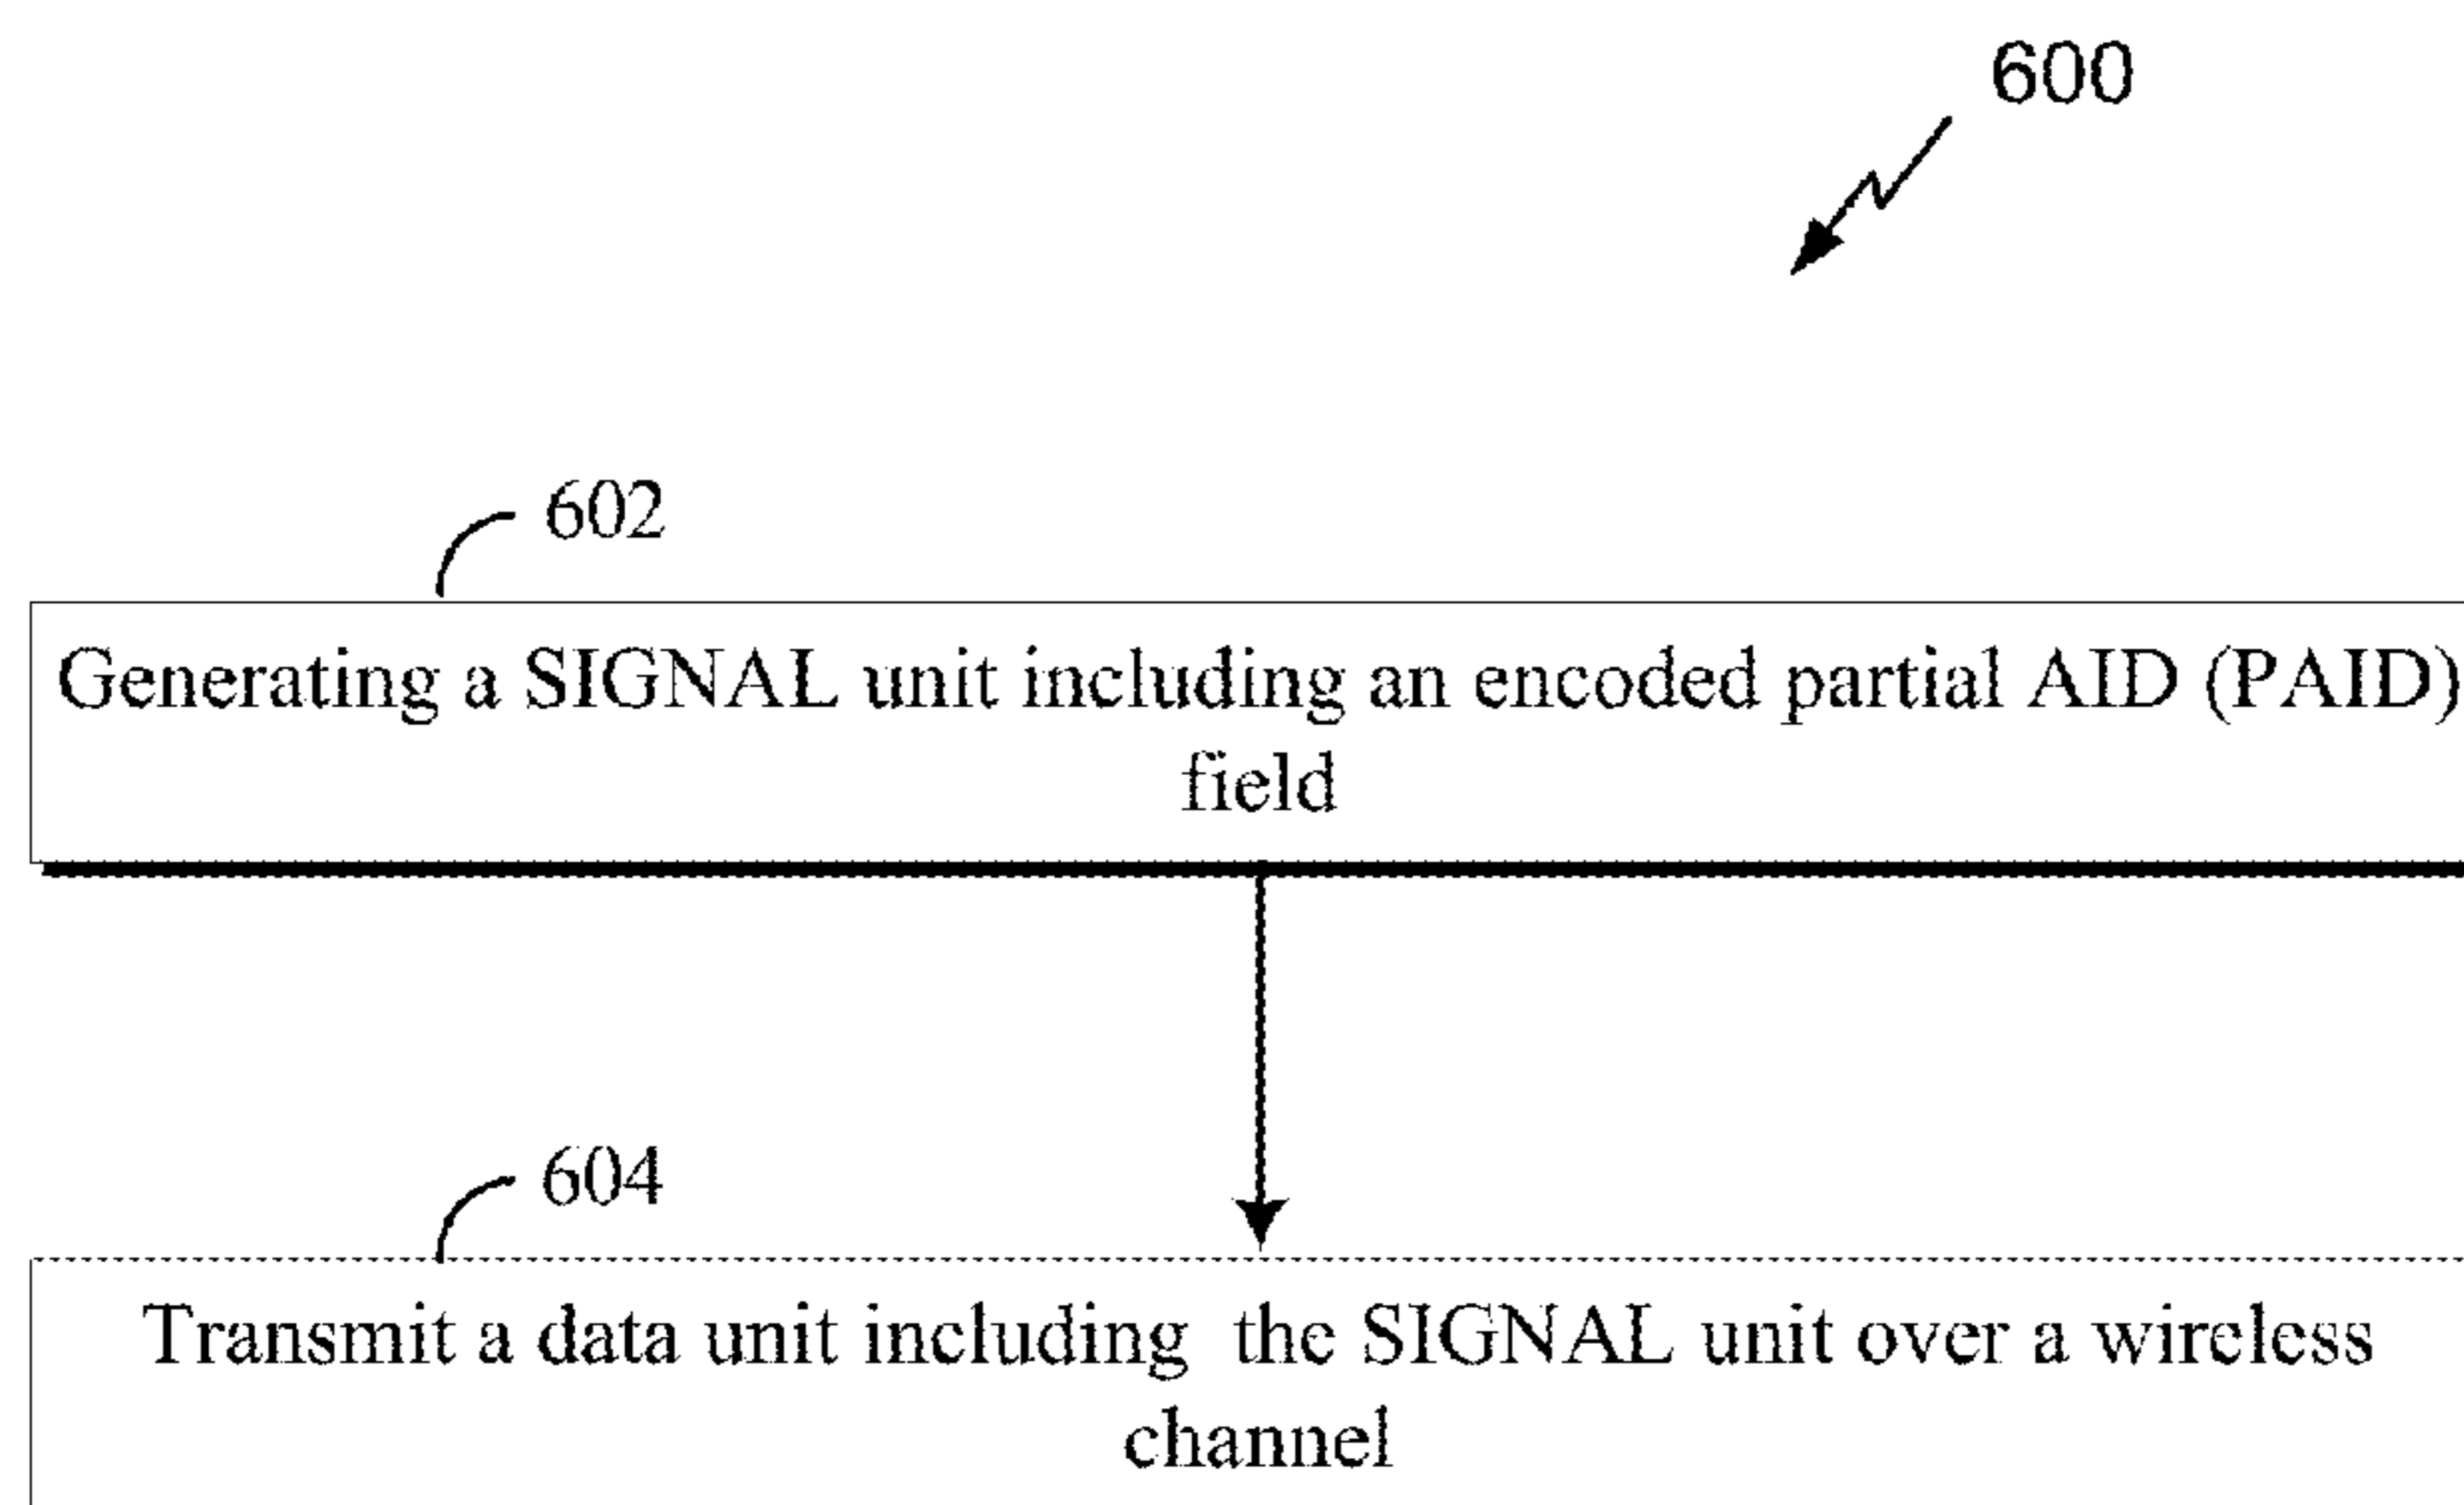 600
602
Generating a SIGNAL unit including an encoded partial AID (PAID)
field
604
Transmit a data unit including the SIGNAL unit over a wireless
channel